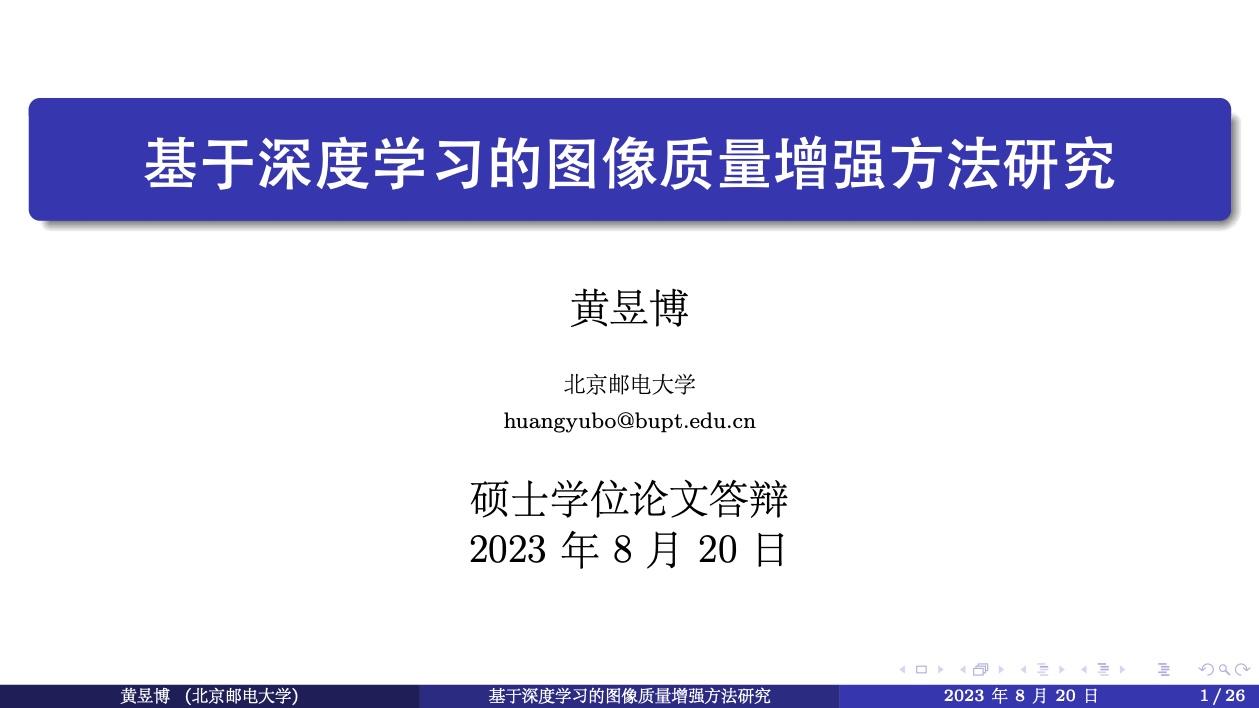 基于深度学习的图像质量增强方法研究
黄昱博
北京邮电大学
huangyubo@bupt.edu.cn
硕士学位论文答辩
2023 年 8 月 20 日
黄昱博 (北京邮电大学) 基于深度学习的图像质量增强方法研究 2023 年 8 月 20 日 1 / 26